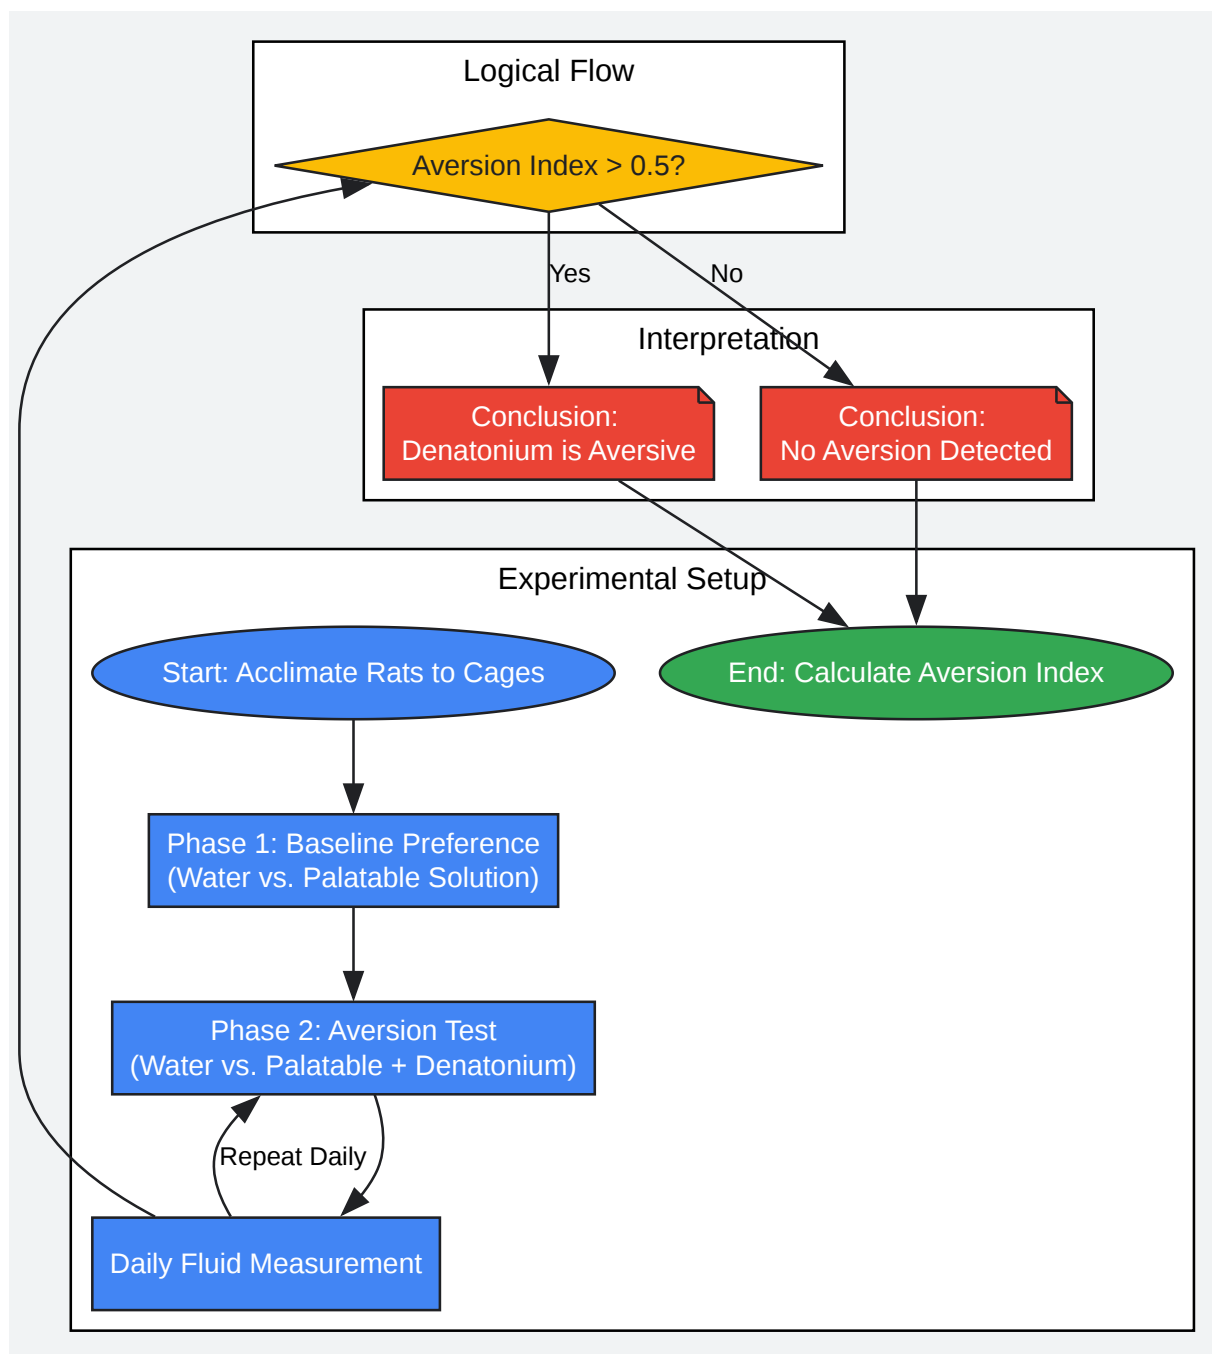 Logical Flow
Aversion Index > 0.5?
Yes
No
Interpretation
Conclusion:
Denatonium is Aversive
Conclusion:
No Aversion Detected
Experimental Setup
Start: Acclimate Rats to Cages
End: Calculate Aversion Index
Phase 1: Baseline Preference
(Water vs. Palatable Solution)
Phase 2: Aversion Test
(Water vs. Palatable + Denatonium)
Repeat Daily
Daily Fluid Measurement